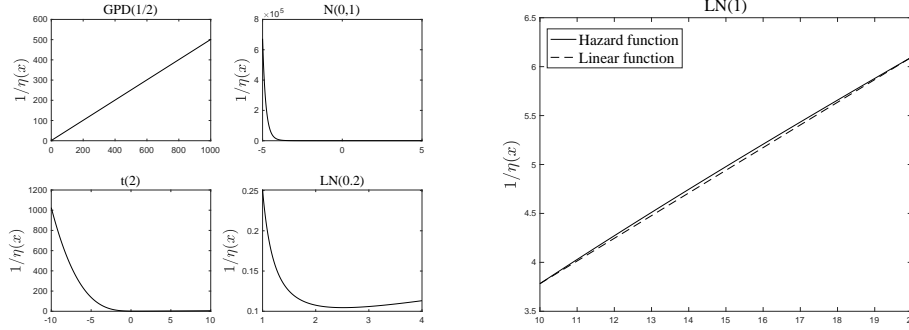 GPD(1/2)
1/η(x)
600
500
400
300
200
100
0
0 200 400 600 800 1000
N(0,1)
×10⁵
1/η(x)
8
6
4
2
0
-5 0 5
t(2)
1/η(x)
1200
1000
800
600
400
200
0
-10 -5 0 5 10
LN(0.2)
1/η(x)
0.25
0.2
0.15
0.1
1 2 3 4
LN(1)
Hazard function
Linear function
1/η(x)
6.5
6
5.5
5
4.5
4
3.5
10 11 12 13 14 15 16 17 18 19